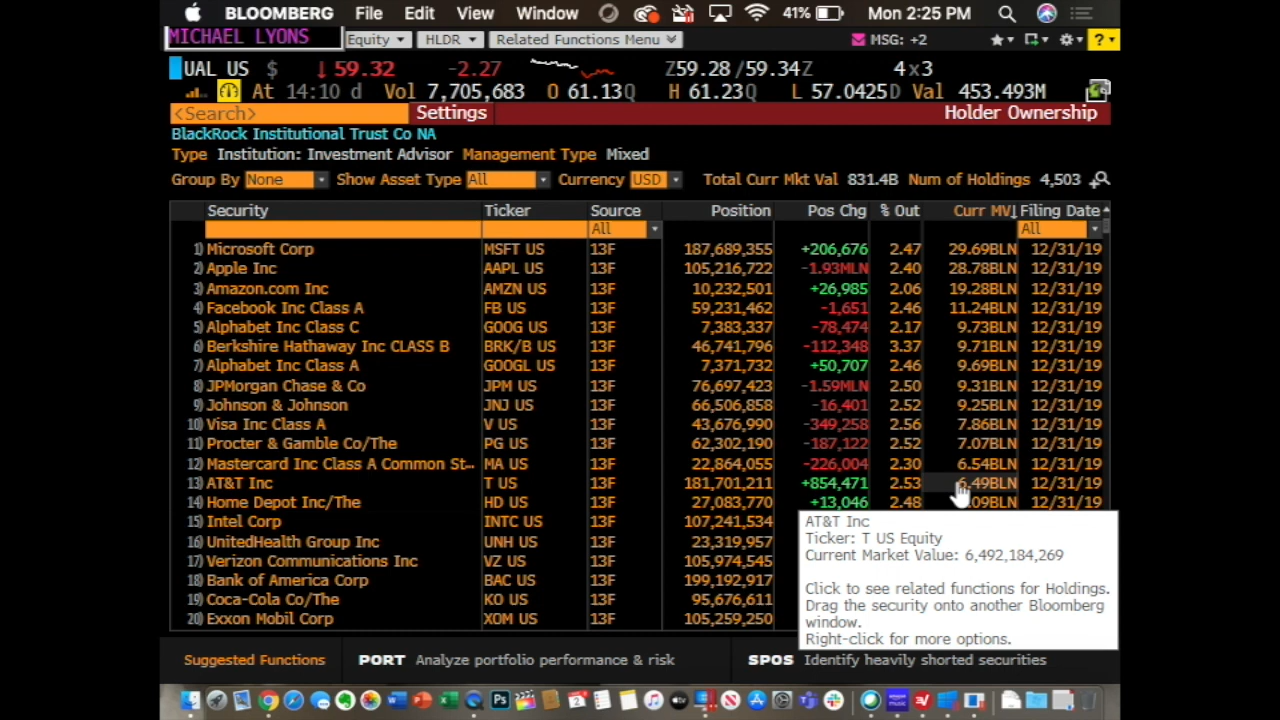 BLOOMBERG File Edit View Window 41% Mon 2:25 PM
MICHAEL LYONS Equity HLDR Related Functions Menu MSG: +2 ?
UAL US $ ↓59.32 -2.27 Z59.28 /59.34Z 4x3
At 14:10 d Vol 7,705,683 O 61.13Q H 61.23Q L 57.0425D Val 453.493M
<Search> Settings Holder Ownership
BlackRock Institutional Trust Co NA
Type Institution: Investment Advisor Management Type Mixed
Group By None Show Asset Type All Currency USD Total Curr Mkt Val 831.4B Num of Holdings 4,503
Security Ticker Source Position Pos Chg % Out Curr MV↓ Filing Date
All All
1) Microsoft Corp MSFT US 13F 187,689,355 +206,676 2.47 29.69BLN 12/31/19
2) Apple Inc AAPL US 13F 105,216,722 -1.93MLN 2.40 28.78BLN 12/31/19
3) Amazon.com Inc AMZN US 13F 10,232,501 +26,985 2.06 19.28BLN 12/31/19
4) Facebook Inc Class A FB US 13F 59,231,462 -1,651 2.46 11.24BLN 12/31/19
5) Alphabet Inc Class C GOOG US 13F 7,383,337 -78,474 2.17 9.73BLN 12/31/19
6) Berkshire Hathaway Inc CLASS B BRK/B US 13F 46,741,796 -112,348 3.37 9.71BLN 12/31/19
7) Alphabet Inc Class A GOOGL US 13F 7,371,732 +50,707 2.46 9.69BLN 12/31/19
8) JPMorgan Chase & Co JPM US 13F 76,697,423 -1.59MLN 2.50 9.31BLN 12/31/19
9) Johnson & Johnson JNJ US 13F 66,506,858 -16,401 2.52 9.25BLN 12/31/19
10) Visa Inc Class A V US 13F 43,676,990 -349,258 2.56 7.86BLN 12/31/19
11) Procter & Gamble Co/The PG US 13F 62,302,190 -187,122 2.52 7.07BLN 12/31/19
12) Mastercard Inc Class A Common St... MA US 13F 22,864,055 -226,004 2.30 6.54BLN 12/31/19
13) AT&T Inc T US 13F 181,701,211 +854,471 2.53 6.49BLN 12/31/19
14) Home Depot Inc/The HD US 13F 27,083,770 +13,046 2.48 .09BLN 12/31/19
15) Intel Corp INTC US 13F 107,241,534
16) UnitedHealth Group Inc UNH US 13F 23,319,957
17) Verizon Communications Inc VZ US 13F 105,974,545
18) Bank of America Corp BAC US 13F 199,192,917
19) Coca-Cola Co/The KO US 13F 95,676,611
20) Exxon Mobil Corp XOM US 13F 105,259,250
AT&T Inc
Ticker: T US Equity
Current Market Value: 6,492,184,269
Click to see related functions for Holdings.
Drag the security onto another Bloomberg
window.
Right-click for more options.
Suggested Functions PORT Analyze portfolio performance & risk SPOS Identify heavily shorted securities